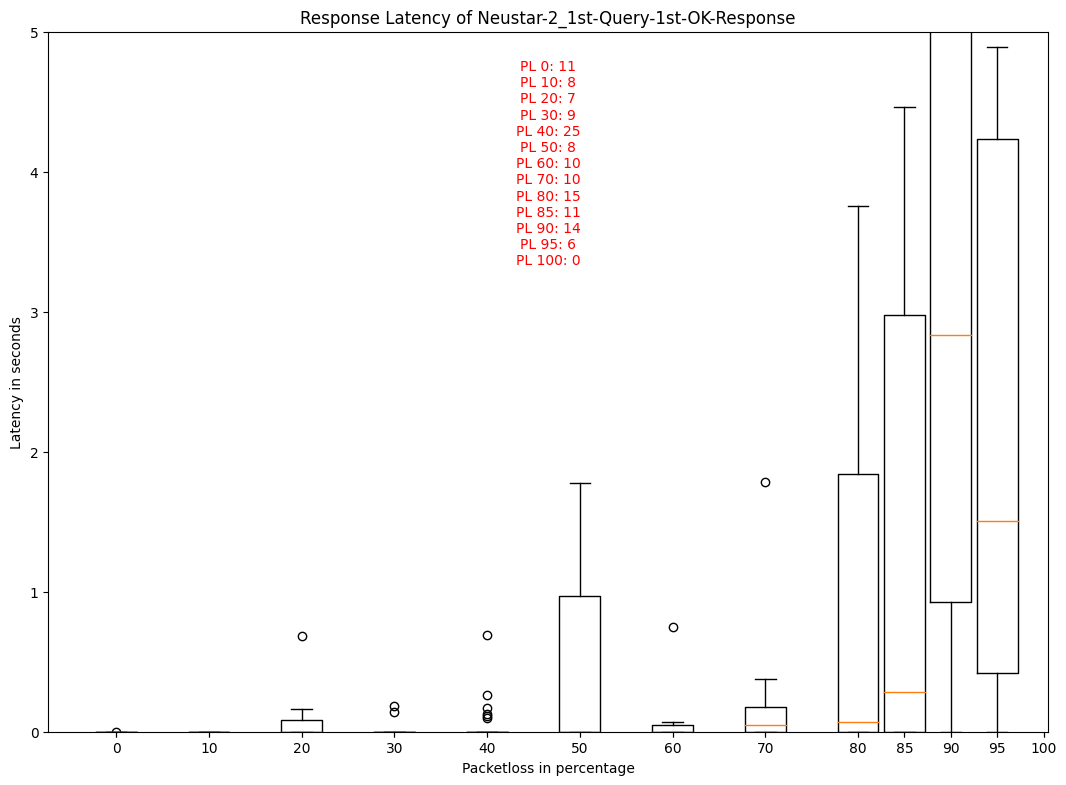 Response Latency of Neustar-2_1st-Query-1st-OK-Response
5
4
3
2
1
0
Latency in seconds
PL 0: 11
PL 10: 8
PL 20: 7
PL 30: 9
PL 40: 25
PL 50: 8
PL 60: 10
PL 70: 10
PL 80: 15
PL 85: 11
PL 90: 14
PL 95: 6
PL 100: 0
0 10 20 30 40 50 60 70 80 85 90 95 100
Packetloss in percentage